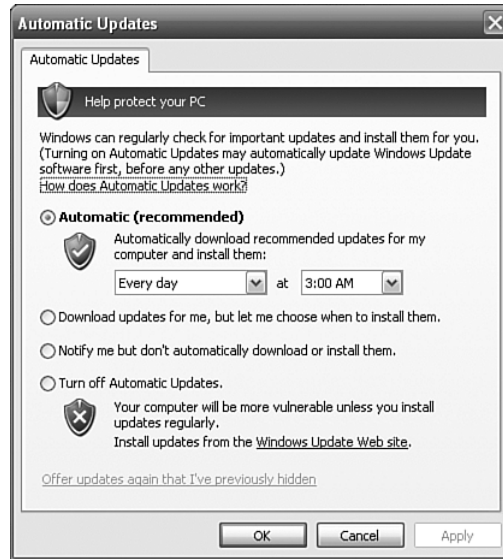 Automatic Updates
Automatic Updates
Help protect your PC
Windows can regularly check for important updates and install them for you.
(Turning on Automatic Updates may automatically update Windows Update
software first, before any other updates.)
How does Automatic Updates work?
Automatic (recommended)
Automatically download recommended updates for my
computer and install them:
Every day at 3:00 AM
Download updates for me, but let me choose when to install them.
Notify me but don't automatically download or install them.
Turn off Automatic Updates.
Your computer will be more vulnerable unless you install
updates regularly.
Install updates from the Windows Update Web site.
Offer updates again that I've previously hidden
OK Cancel Apply